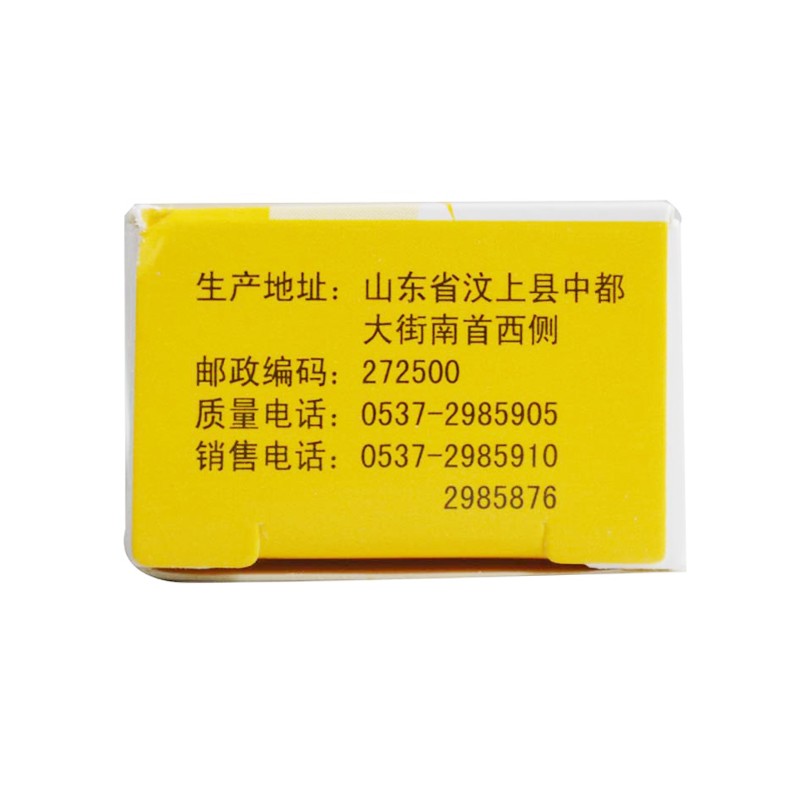 生产地址：山东省汶上县中都
大街南首西侧
邮政编码：272500
质量电话：0537-2985905
销售电话：0537-2985910
2985876